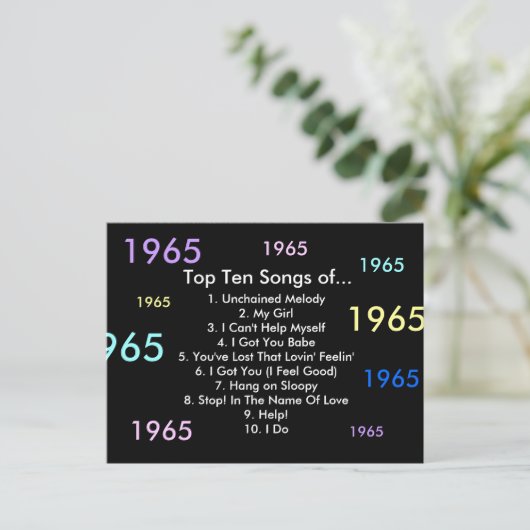 1965
1965
1965
Top Ten Songs of...
1965
1965
965
1. Unchained Melody
2. My Girl
3. I Can't Help Myself
4. I Got You Babe
5. You've Lost That Lovin' Feelin'
6. I Got You (I Feel Good)
7. Hang on Sloopy
8. Stop! In The Name Of Love
9. Help!
10. I Do
1965
1965
1965